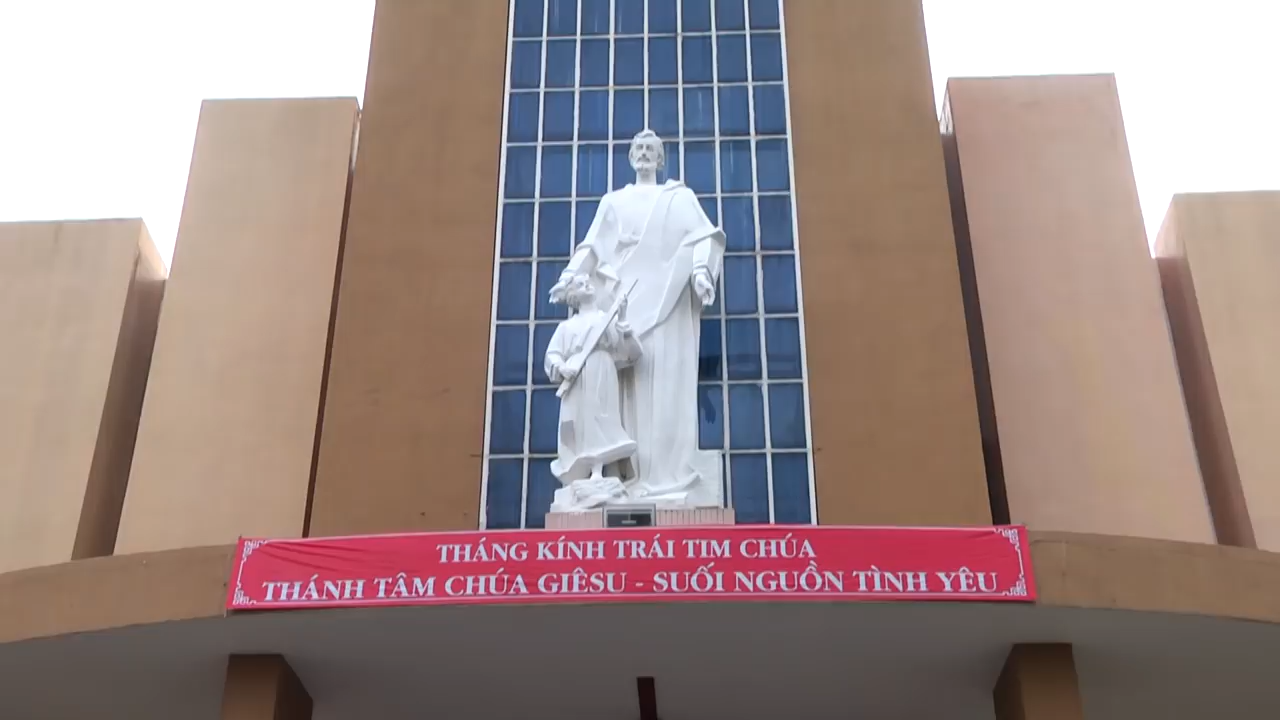 THÁNG KÍNH TRÁI TIM CHÚA
THÁNH TÂM CHÚA GIÊSU - SUỐI NGUỒN TÌNH YÊU